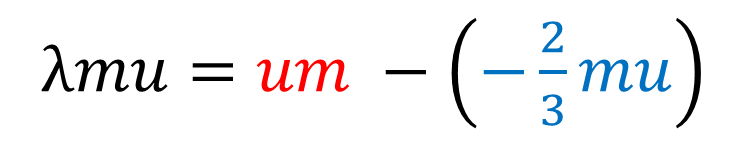 λmu = um − (−2/3 mu)